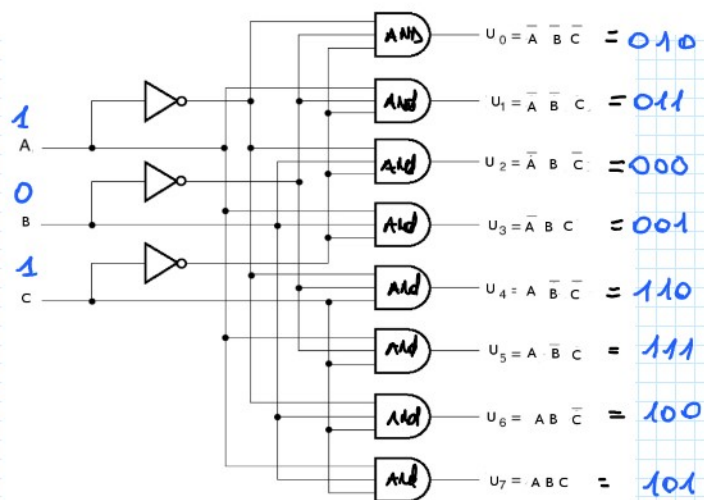 AND U₀ = A̅ B̅ C̅ = 010
1
And U₁ = A̅ B̅ C = 011
A
And U₂ = A̅ B C̅ = 000
0
B And U₃ = A̅ B C = 001
1
And U₄ = A B̅ C̅ = 110
C
And U₅ = A B̅ C = 111
And U₆ = A B C̅ = 100
And U₇ = A B C = 101